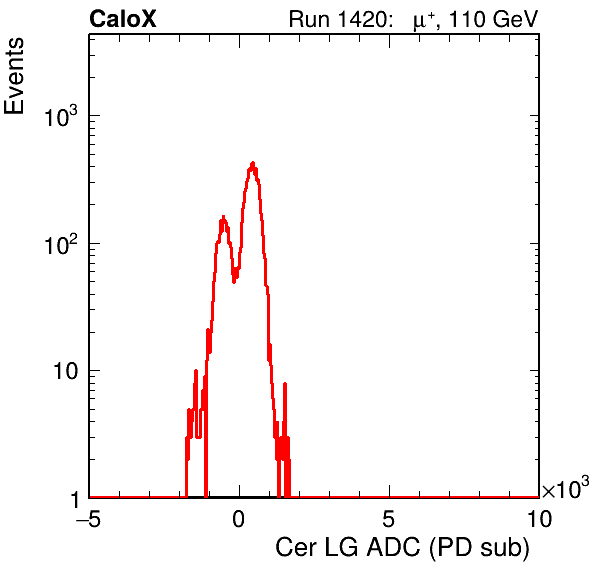 CaloX Run 1420: μ⁺, 110 GeV
Events
10³
10²
10
1
−5 0 5 10 ×10³
Cer LG ADC (PD sub)